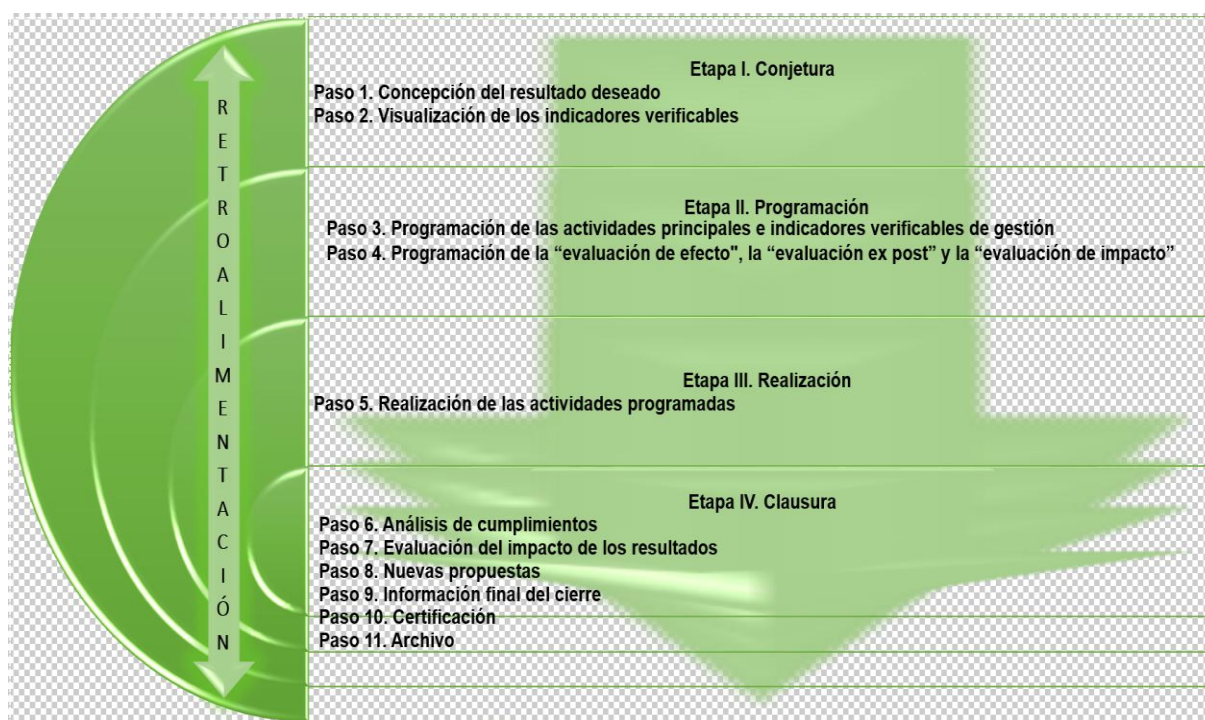 RETROALIMENTACIÓN
Etapa I. Conjetura
Paso 1. Concepción del resultado deseado
Paso 2. Visualización de los indicadores verificables
Etapa II. Programación
Paso 3. Programación de las actividades principales e indicadores verificables de gestión
Paso 4. Programación de la “evaluación de efecto", la “evaluación ex post” y la “evaluación de impacto”
Etapa III. Realización
Paso 5. Realización de las actividades programadas
Etapa IV. Clausura
Paso 6. Análisis de cumplimientos
Paso 7. Evaluación del impacto de los resultados
Paso 8. Nuevas propuestas
Paso 9. Información final del cierre
Paso 10. Certificación
Paso 11. Archivo